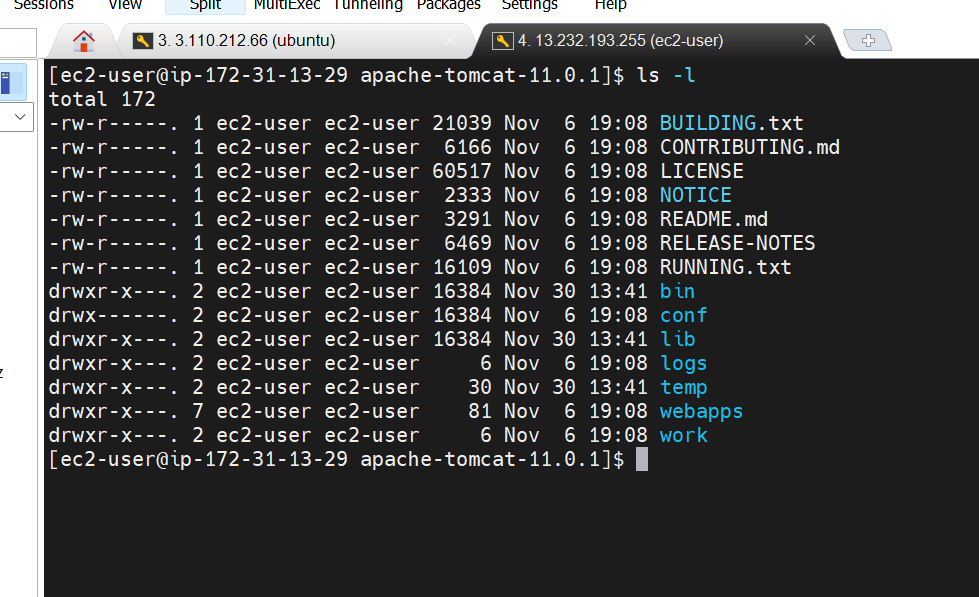 Sessions View Split MultiExec Tunneling Packages Settings Help
3. 3.110.212.66 (ubuntu)
4. 13.232.193.255 (ec2-user)
[ec2-user@ip-172-31-13-29 apache-tomcat-11.0.1]$ ls -l
total 172
-rw-r-----. 1 ec2-user ec2-user 21039 Nov  6 19:08 BUILDING.txt
-rw-r-----. 1 ec2-user ec2-user  6166 Nov  6 19:08 CONTRIBUTING.md
-rw-r-----. 1 ec2-user ec2-user 60517 Nov  6 19:08 LICENSE
-rw-r-----. 1 ec2-user ec2-user  2333 Nov  6 19:08 NOTICE
-rw-r-----. 1 ec2-user ec2-user  3291 Nov  6 19:08 README.md
-rw-r-----. 1 ec2-user ec2-user  6469 Nov  6 19:08 RELEASE-NOTES
-rw-r-----. 1 ec2-user ec2-user 16109 Nov  6 19:08 RUNNING.txt
drwxr-x---. 2 ec2-user ec2-user 16384 Nov 30 13:41 bin
drwx------. 2 ec2-user ec2-user 16384 Nov  6 19:08 conf
drwxr-x---. 2 ec2-user ec2-user 16384 Nov 30 13:41 lib
drwxr-x---. 2 ec2-user ec2-user     6 Nov  6 19:08 logs
drwxr-x---. 2 ec2-user ec2-user    30 Nov 30 13:41 temp
drwxr-x---. 7 ec2-user ec2-user    81 Nov  6 19:08 webapps
drwxr-x---. 2 ec2-user ec2-user     6 Nov  6 19:08 work
[ec2-user@ip-172-31-13-29 apache-tomcat-11.0.1]$